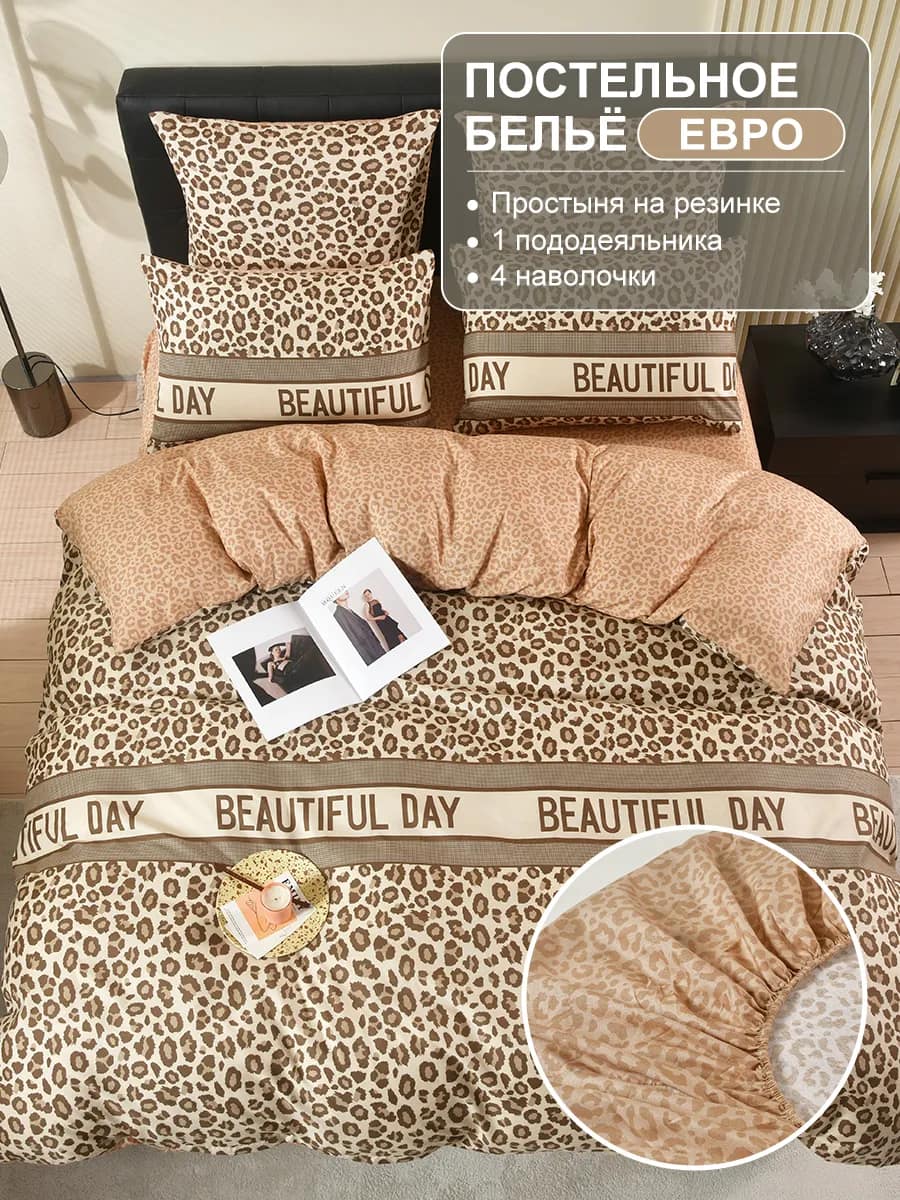 ПОСТЕЛЬНОЕ
БЕЛЬЁ ЕВРО
• Простыня на резинке
• 1 пододеяльника
• 4 наволочки
L DAY BEAUTIFUL D
DAY BEAUTIFUL D
TIFUL DAY BEAUTIFUL DAY BEAUTIFUL DAY BEAU